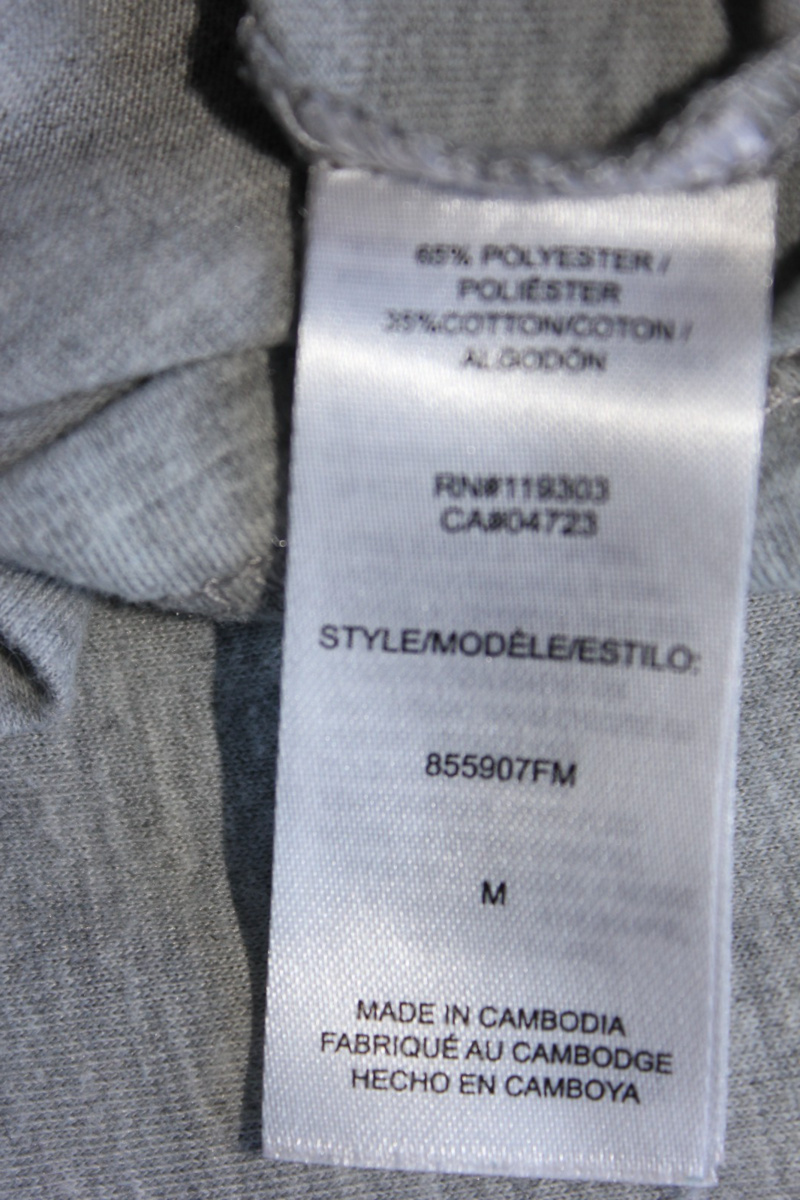 65% POLYESTER /
POLIÉSTER
35%COTTON/COTON /
ALGODÓN
RN#119303
CA#04723
STYLE/MODÈLE/ESTILO:
855907FM
M
MADE IN CAMBODIA
FABRIQUÉ AU CAMBODGE
HECHO EN CAMBOYA